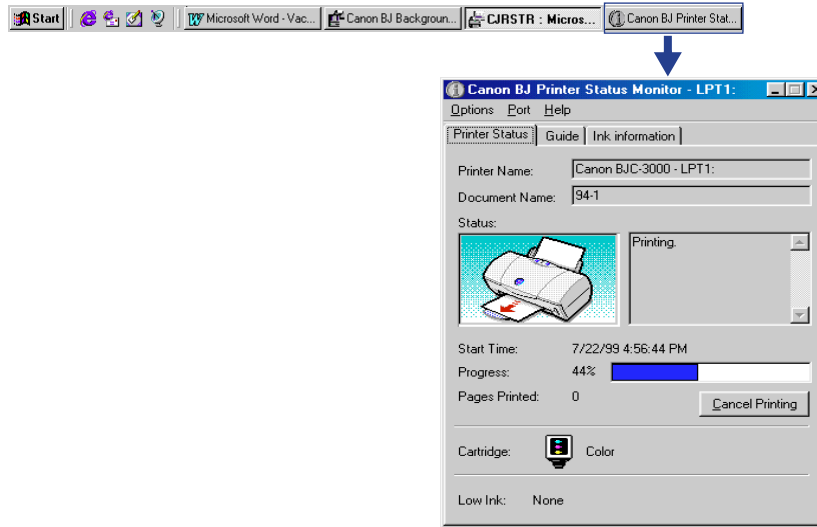 Start Microsoft Word - Vac... Canon BJ Backgroun... CJRSTR : Micros... Canon BJ Printer Stat...
Canon BJ Printer Status Monitor - LPT1:
Options Port Help
Printer Status Guide Ink information
Printer Name: Canon BJC-3000 - LPT1:
Document Name: 94-1
Status:
Printing.
Start Time: 7/22/99 4:56:44 PM
Progress: 44%
Pages Printed: 0 Cancel Printing
Cartridge: Color
Low Ink: None